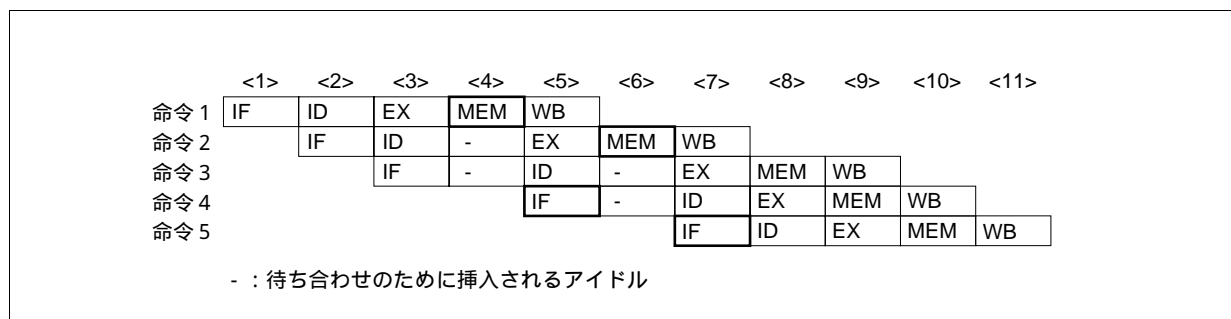 <1> <2> <3> <4> <5> <6> <7> <8> <9> <10> <11>
命令 1 IF ID EX MEM WB
命令 2 IF ID - EX MEM WB
命令 3 IF - ID - EX MEM WB
命令 4 IF - ID EX MEM WB
命令 5 IF ID EX MEM WB
- : 待ち合わせのために挿入されるアイドル